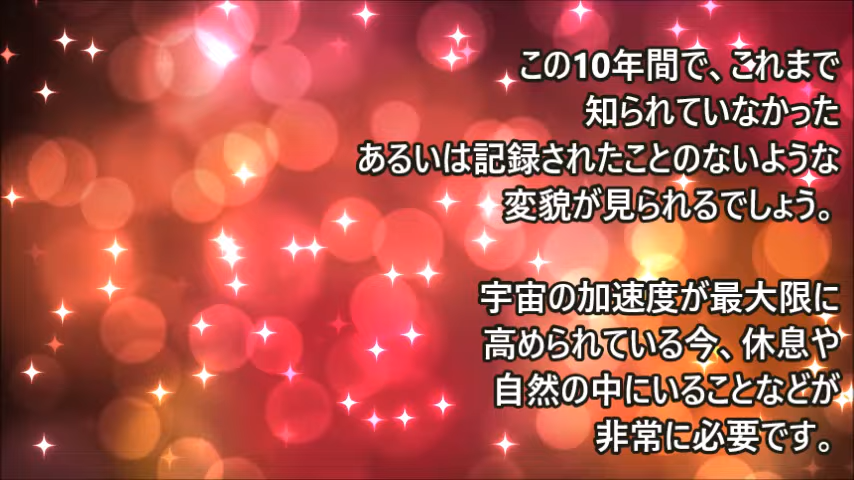 この10年間で、これまで
知られていなかった
あるいは記録されたことのないような
変貌が見られるでしょう。
宇宙の加速度が最大限に
高められている今、休息や
自然の中にいることなどが
非常に必要です。